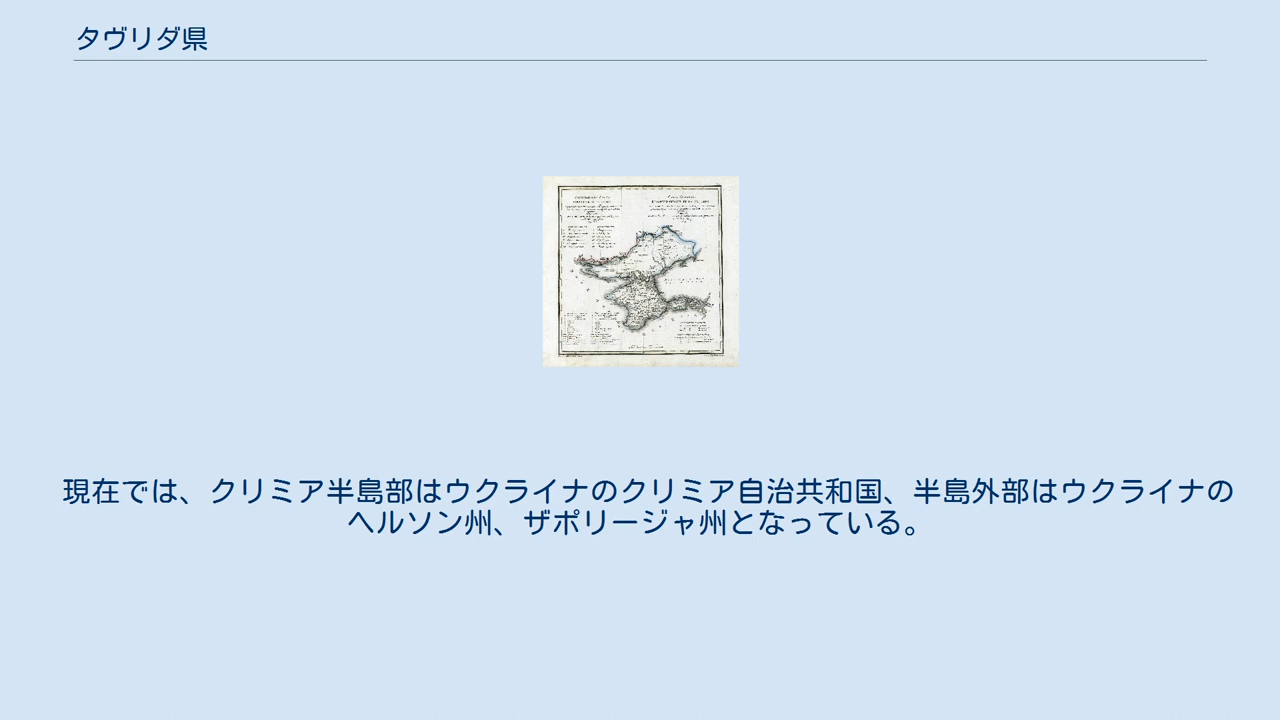 タヴリダ県
現在では、クリミア半島部はウクライナのクリミア自治共和国、半島外部はウクライナの
ヘルソン州、ザポリージャ州となっている。